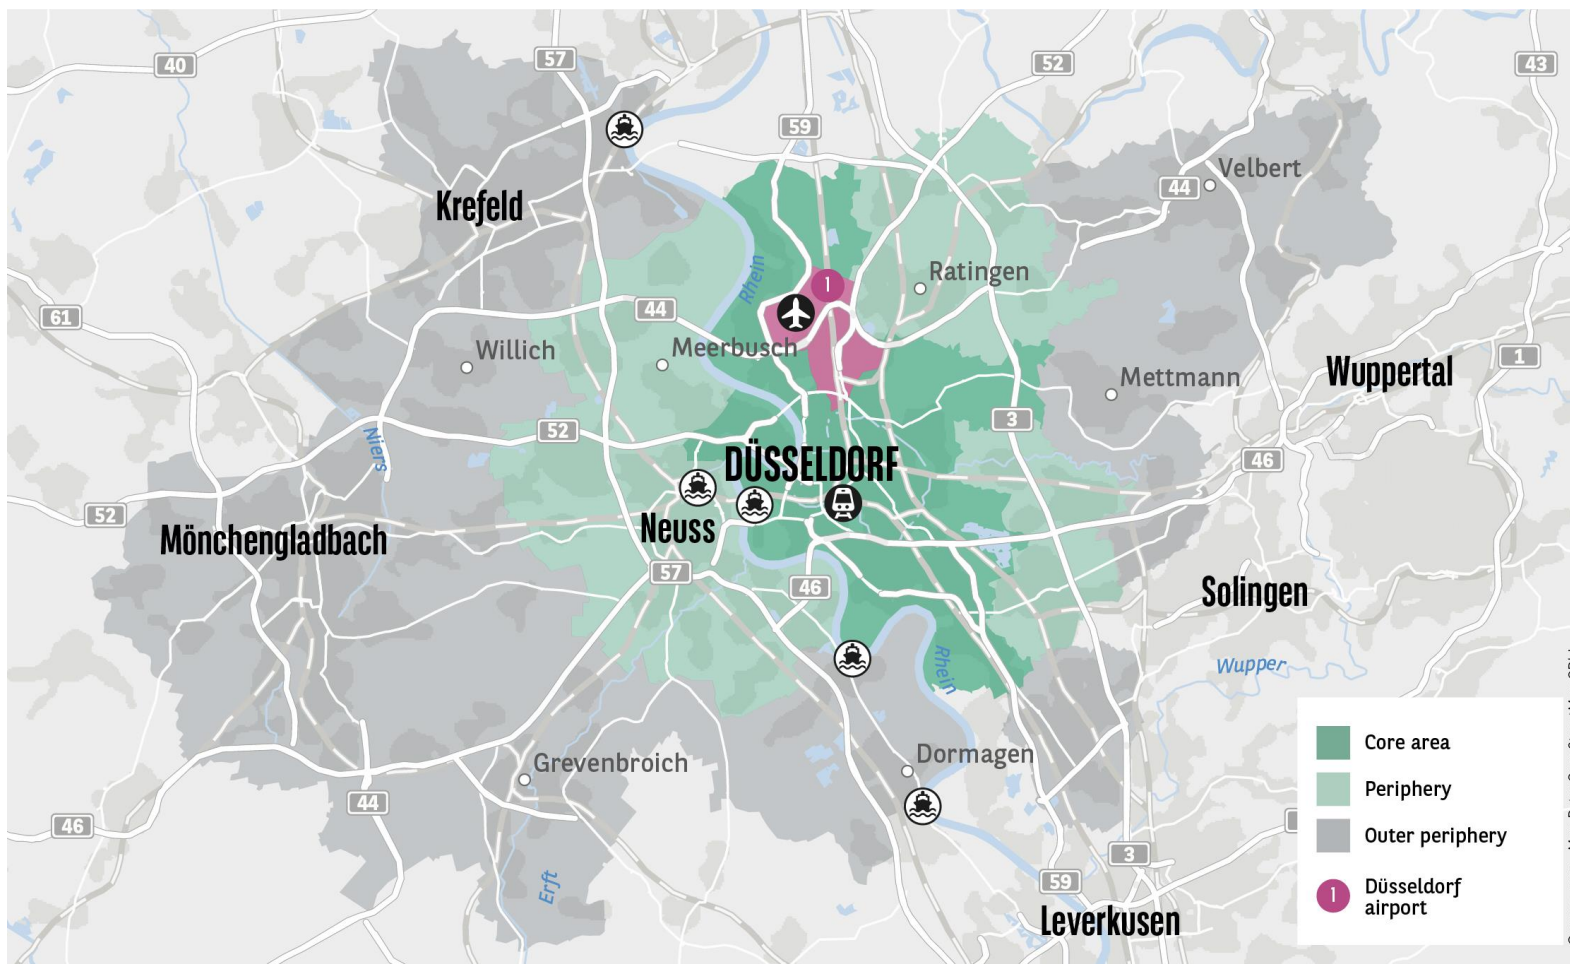 40
57
52
43
59
Velbert
44
Krefeld
Rhein
Ratingen
1
61
44
Willich
Meerbusch
1
Wuppertal
Mettmann
52
3
Niers
DÜSSELDORF
46
52
Mönchengladbach
Neuss
57
46
Solingen
Rhein
Wupper
Grevenbroich
Dormagen
44
46
Erft
3
59
Leverkusen
Core area
Periphery
Outer periphery
1
Düsseldorf
airport